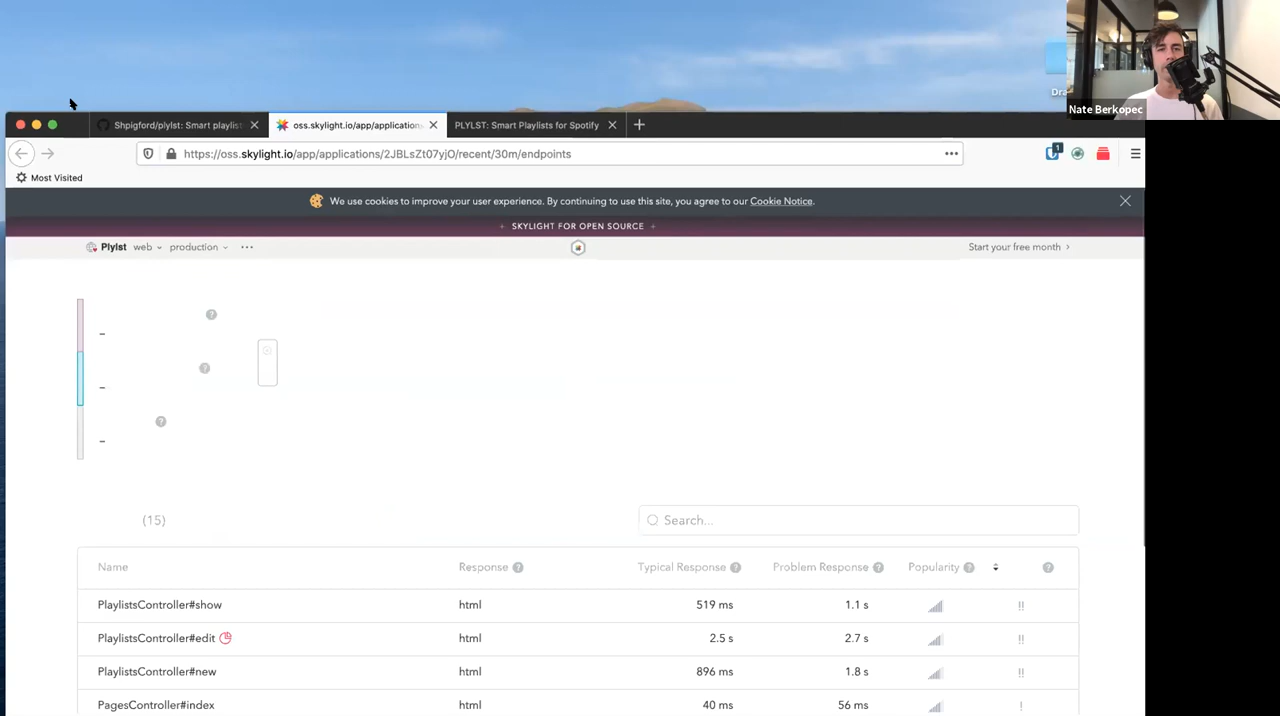 Dra
Nate Berkopec
Shpigford/plylst: Smart playlist
oss.skylight.io/app/application
PLYLST: Smart Playlists for Spotify
https://oss.skylight.io/app/applications/2JBLsZt07yjO/recent/30m/endpoints
1
Most Visited
We use cookies to improve your user experience. By continuing to use this site, you agree to our Cookie Notice.
SKYLIGHT FOR OPEN SOURCE
Plylst web production
Start your free month
(15)
Search...
Name Response Typical Response Problem Response Popularity
PlaylistsController#show html 519 ms 1.1 s !!
PlaylistsController#edit html 2.5 s 2.7 s !!
PlaylistsController#new html 896 ms 1.8 s !!
PagesController#index html 40 ms 56 ms !